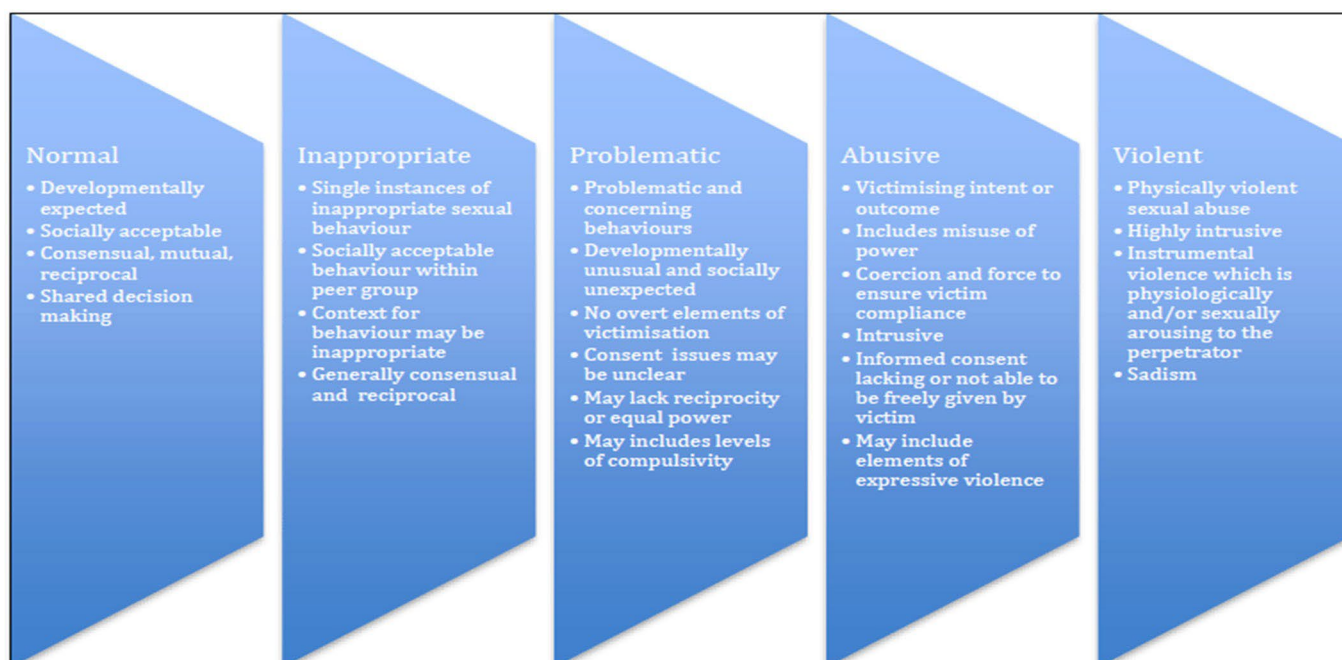 Normal
• Developmentally
expected
• Socially acceptable
• Consensual, mutual,
reciprocal
• Shared decision
making
Inappropriate
• Single instances of
inappropriate sexual
behaviour
• Socially acceptable
behaviour within
peer group
• Context for
behaviour may be
inappropriate
• Generally consensual
and reciprocal
Problematic
• Problematic and
concerning
behaviours
• Developmentally
unusual and socially
unexpected
• No overt elements of
victimisation
• Consent issues may
be unclear
• May lack reciprocity
or equal power
• May includes levels
of compulsivity
Abusive
• Victimising intent or
outcome
• Includes misuse of
power
• Coercion and force to
ensure victim
compliance
• Intrusive
• Informed consent
lacking or not able to
be freely given by
victim
• May include
elements of
expressive violence
Violent
• Physically violent
sexual abuse
• Highly intrusive
• Instrumental
violence which is
physiologically
and/or sexually
arousing to the
perpetrator
• Sadism